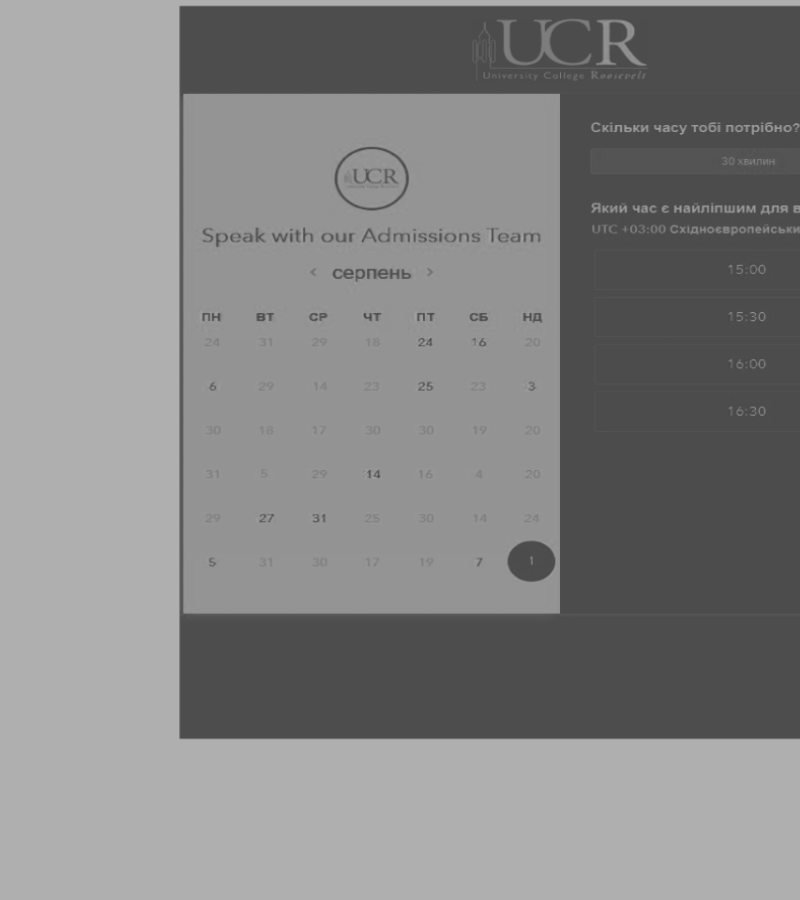 UCR
University College Roosevelt
UCR
Speak with our Admissions Team
< серпень >
ПН ВТ СР ЧТ ПТ СБ НД
24 31 29 18 24 16 20
6 29 14 23 25 23 3
30 18 17 30 30 19 20
31 5 29 14 16 4 20
29 27 31 25 30 14 24
5 31 30 17 19 7 1
Скільки часу тобі потрібно?
30 хвилин
Який час є найліпшим для в
UTC +03:00 Східноєвропейськи
15:00
15:30
16:00
16:30